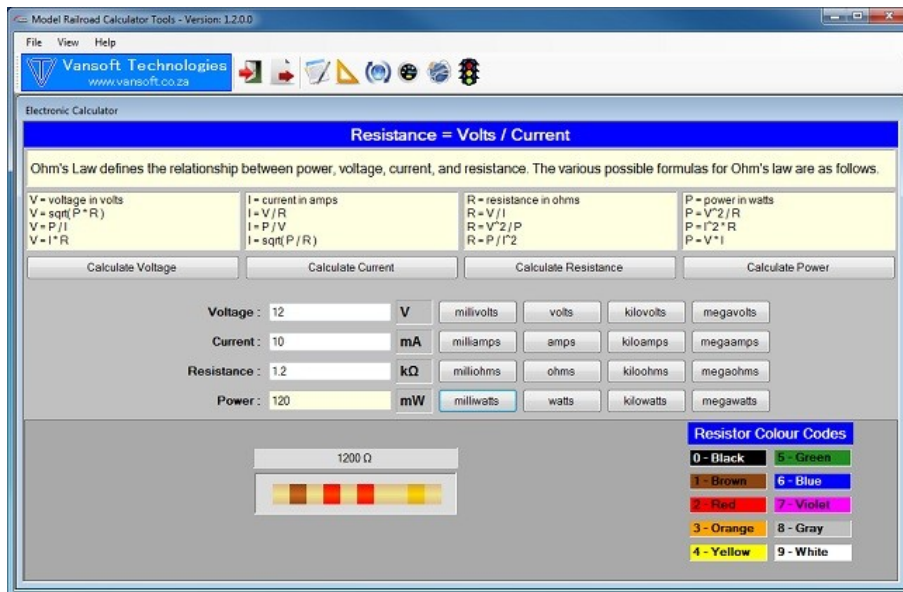 Model Railroad Calculator Tools - Version: 1.2.0.0
File View Help
Vansoft Technologies
www.vansoft.co.za
Electronic Calculator
Resistance = Volts / Current
Ohm's Law defines the relationship between power, voltage, current, and resistance. The various possible formulas for Ohm's law are as follows.
V = voltage in volts
V = sqrt( P * R )
V = P / I
V = I * R
I = current in amps
I = V / R
I = P / V
I = sqrt( P / R )
R = resistance in ohms
R = V / I
R = V^2 / P
R = P / I^2
P = power in watts
P = V^2 / R
P = I^2 * R
P = V * I
Calculate Voltage Calculate Current Calculate Resistance Calculate Power
Voltage : 12 V millivolts volts kilovolts megavolts
Current : 10 mA milliamps amps kiloamps megaamps
Resistance : 1.2 kΩ milliohms ohms kiloohms megaohms
Power : 120 mW milliwatts watts kilowatts megawatts
1200 Ω
Resistor Colour Codes
0 - Black 5 - Green
1 - Brown 6 - Blue
2 - Red 7 - Violet
3 - Orange 8 - Gray
4 - Yellow 9 - White